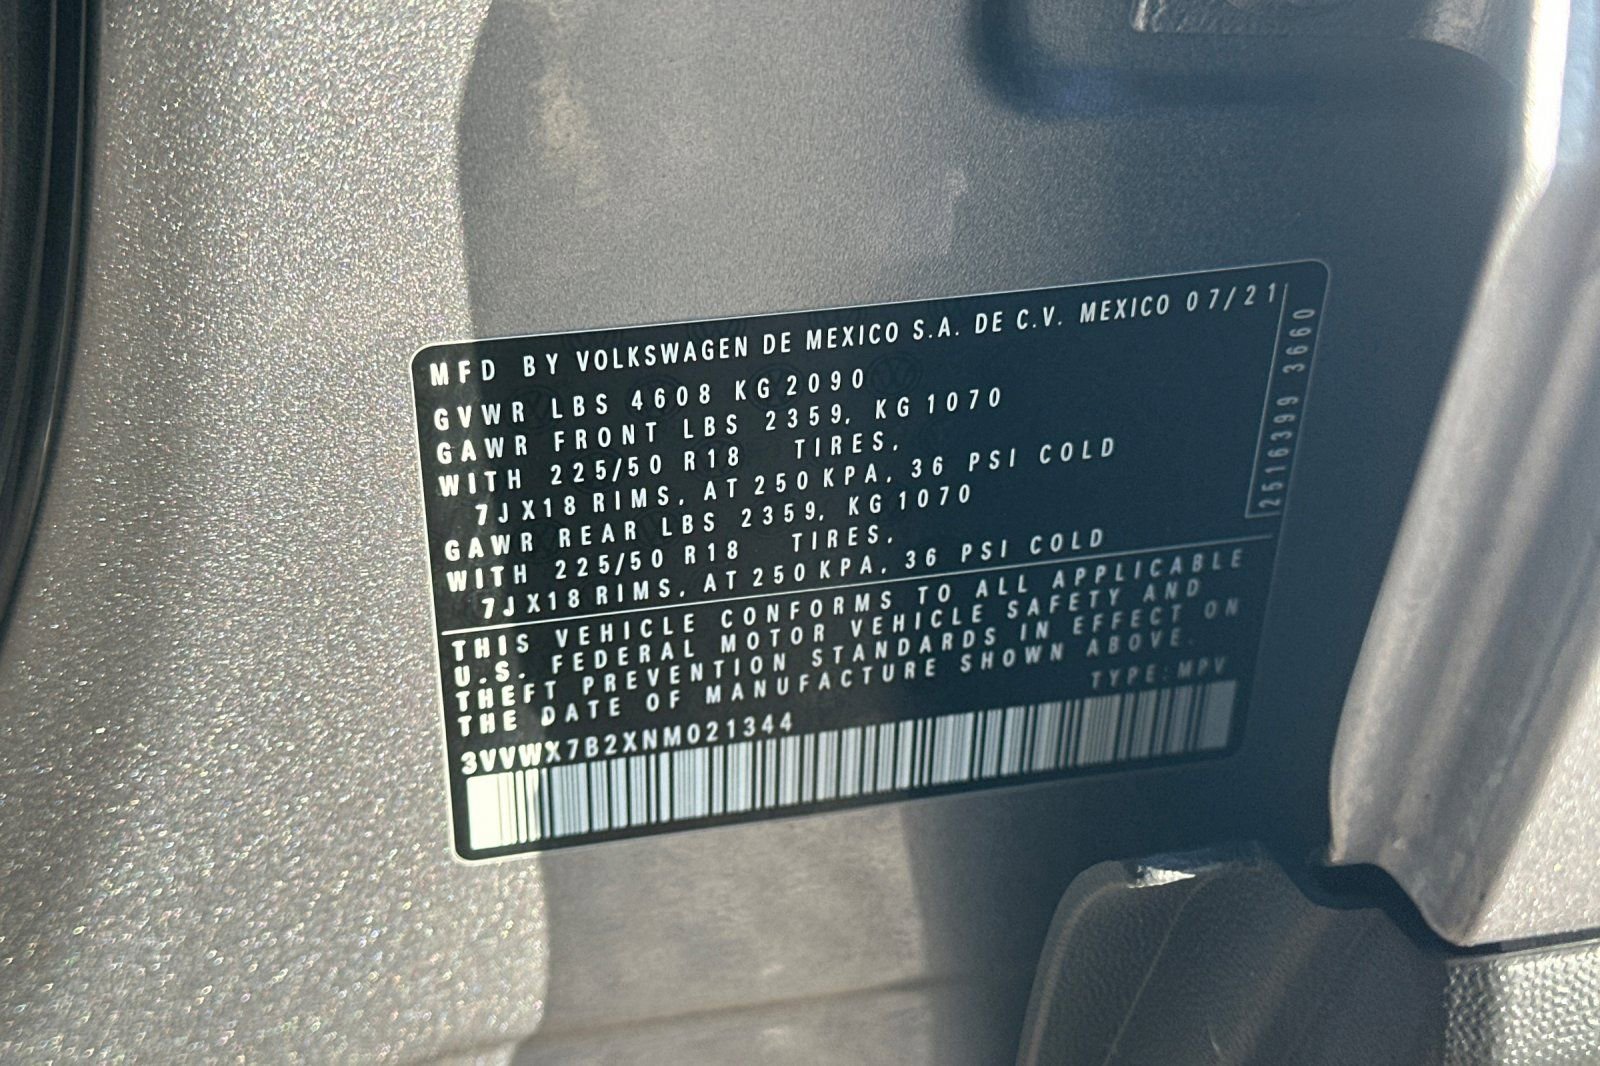 MFD BY VOLKSWAGEN DE MEXICO S.A. DE C.V. MEXICO 07/21
GVWR LBS 4608 KG 2090
GAWR FRONT LBS 2359, KG 1070
WITH 225/50 R18 TIRES,
7JX18 RIMS, AT 250 KPA, 36 PSI COLD
GAWR REAR LBS 2359, KG 1070
WITH 225/50 R18 TIRES,
7JX18 RIMS, AT 250 KPA, 36 PSI COLD
THIS VEHICLE CONFORMS TO ALL APPLICABLE
U.S. FEDERAL MOTOR VEHICLE SAFETY AND
THEFT PREVENTION STANDARDS IN EFFECT ON
THE DATE OF MANUFACTURE SHOWN ABOVE.
TYPE: MPV
3VVWX7B2XNM021344
2516399 3660